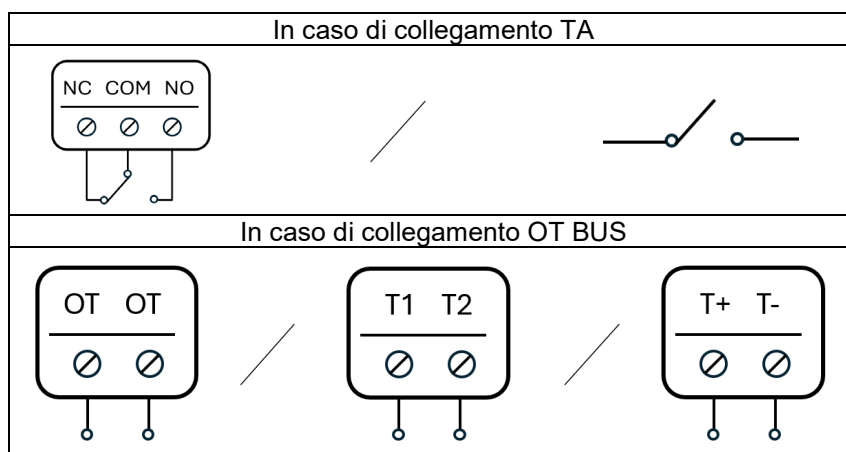 In caso di collegamento TA
NC COM NO
In caso di collegamento OT BUS
OT OT
T1 T2
T+ T-